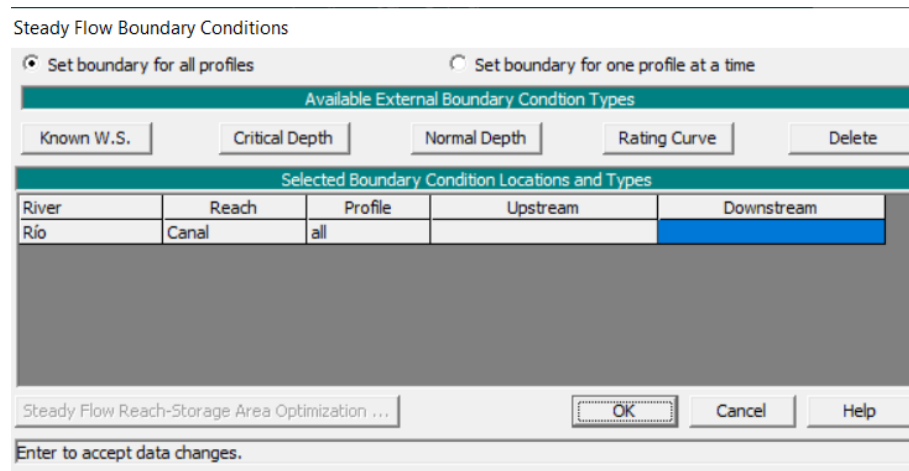 Steady Flow Boundary Conditions
Set boundary for all profiles Set boundary for one profile at a time
Available External Boundary Condtion Types
Known W.S. Critical Depth Normal Depth Rating Curve Delete
Selected Boundary Condition Locations and Types
River Reach Profile Upstream Downstream
Río Canal all
Steady Flow Reach-Storage Area Optimization ... OK Cancel Help
Enter to accept data changes.